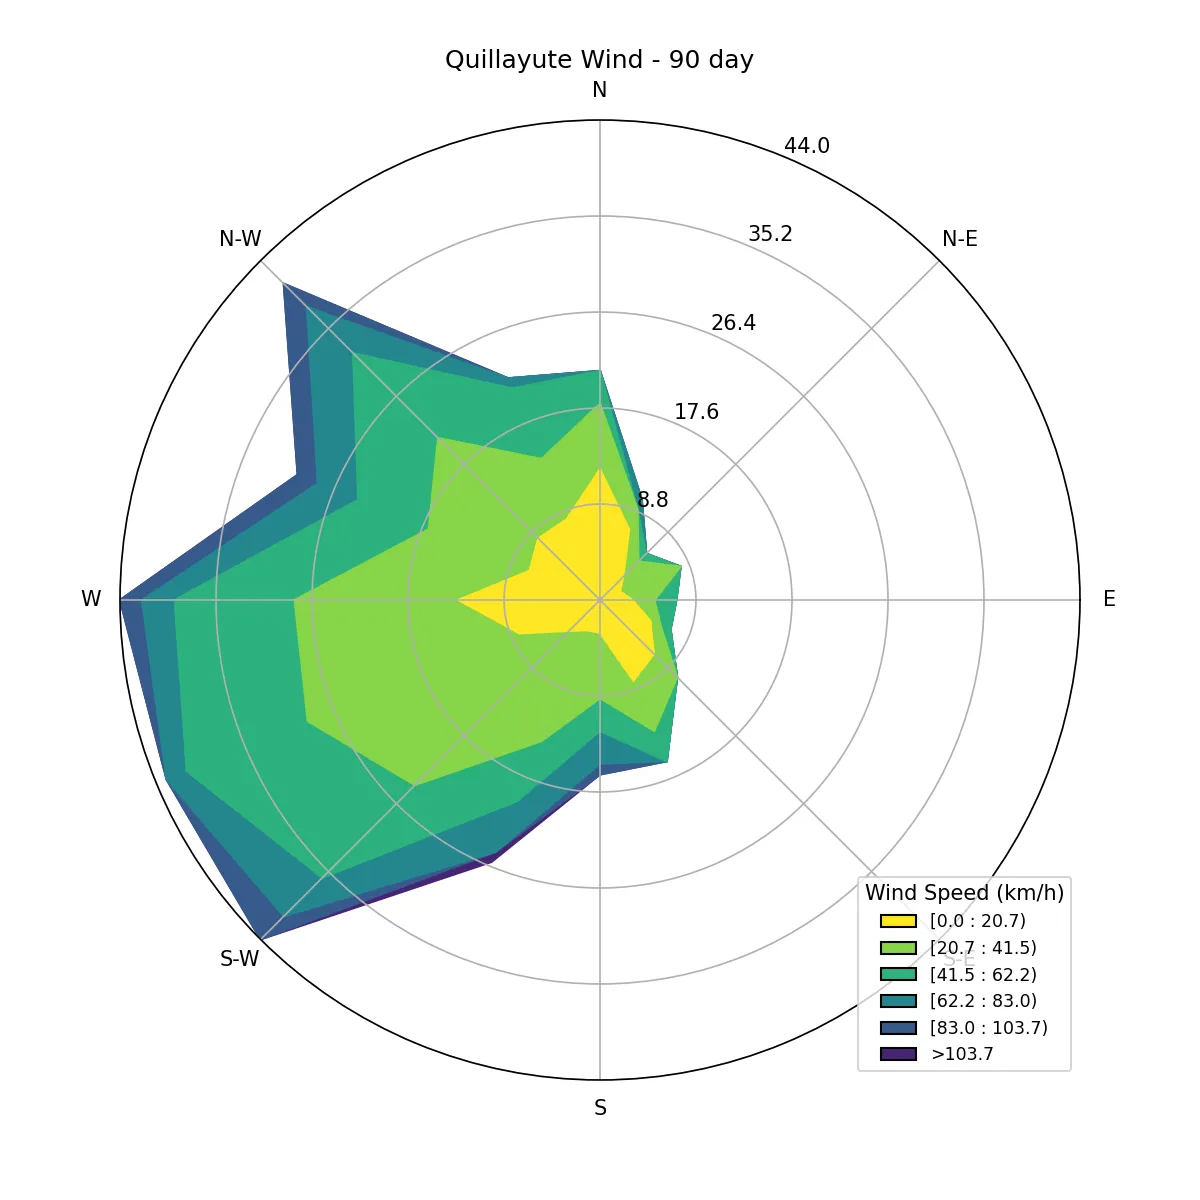 Quillayute Wind - 90 day
N
44.0
35.2
N-W
N-E
26.4
17.6
8.8
W
E
S-W
S-E
S
Wind Speed (km/h)
[0.0 : 20.7)
[20.7 : 41.5)
[41.5 : 62.2)
[62.2 : 83.0)
[83.0 : 103.7)
>103.7